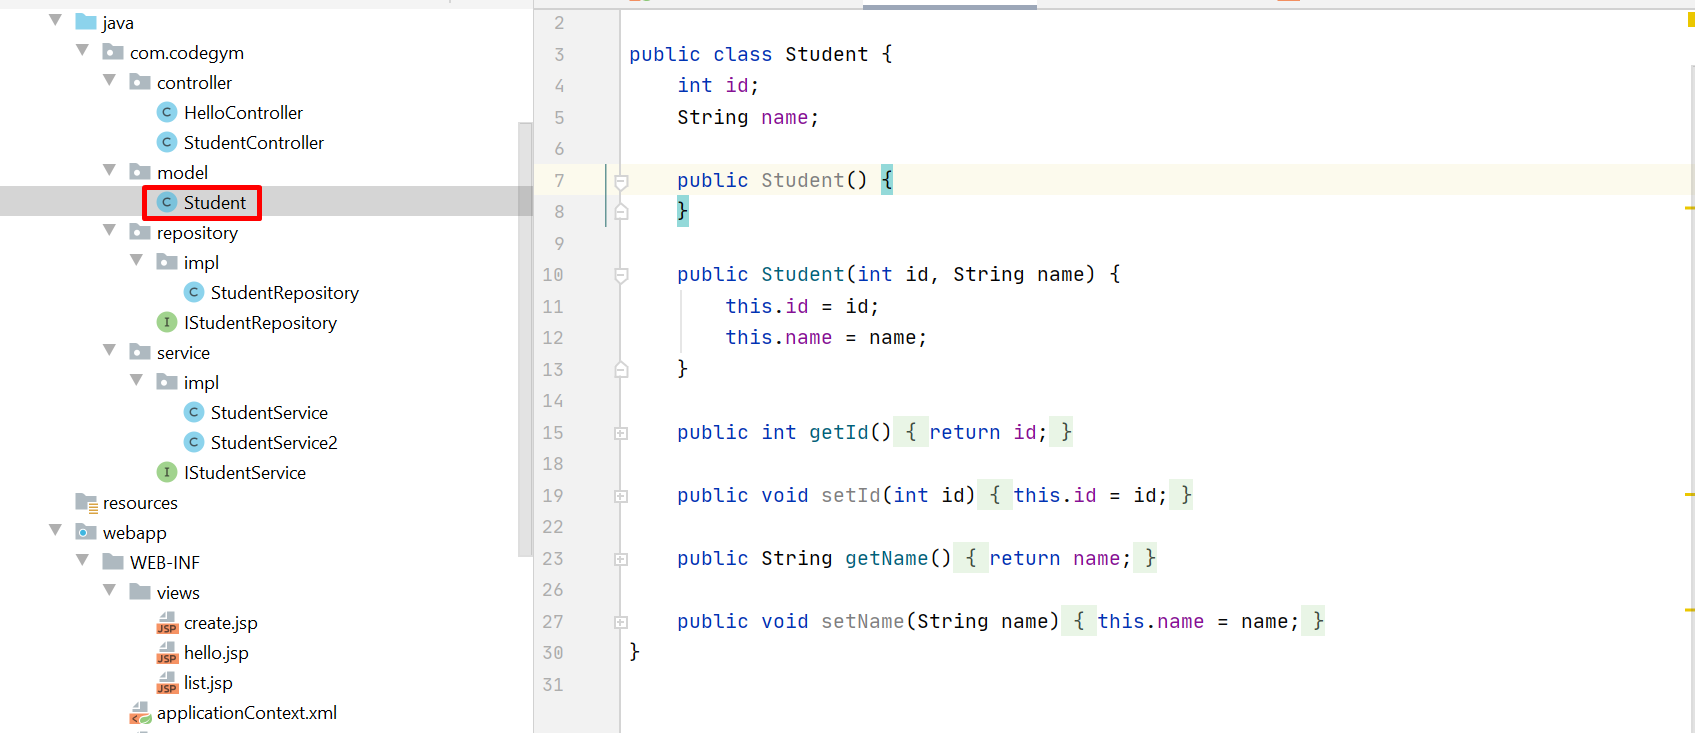 java
com.codegym
controller
HelloController
StudentController
model
Student
repository
impl
StudentRepository
IStudentRepository
service
impl
StudentService
StudentService2
IStudentService
resources
webapp
WEB-INF
views
create.jsp
hello.jsp
list.jsp
applicationContext.xml
2
3 public class Student {
4 int id;
5 String name;
6
7 public Student() {
8 }
9
10 public Student(int id, String name) {
11 this.id = id;
12 this.name = name;
13 }
14
15 public int getId() { return id; }
18
19 public void setId(int id) { this.id = id; }
22
23 public String getName() { return name; }
26
27 public void setName(String name) { this.name = name; }
30 }
31